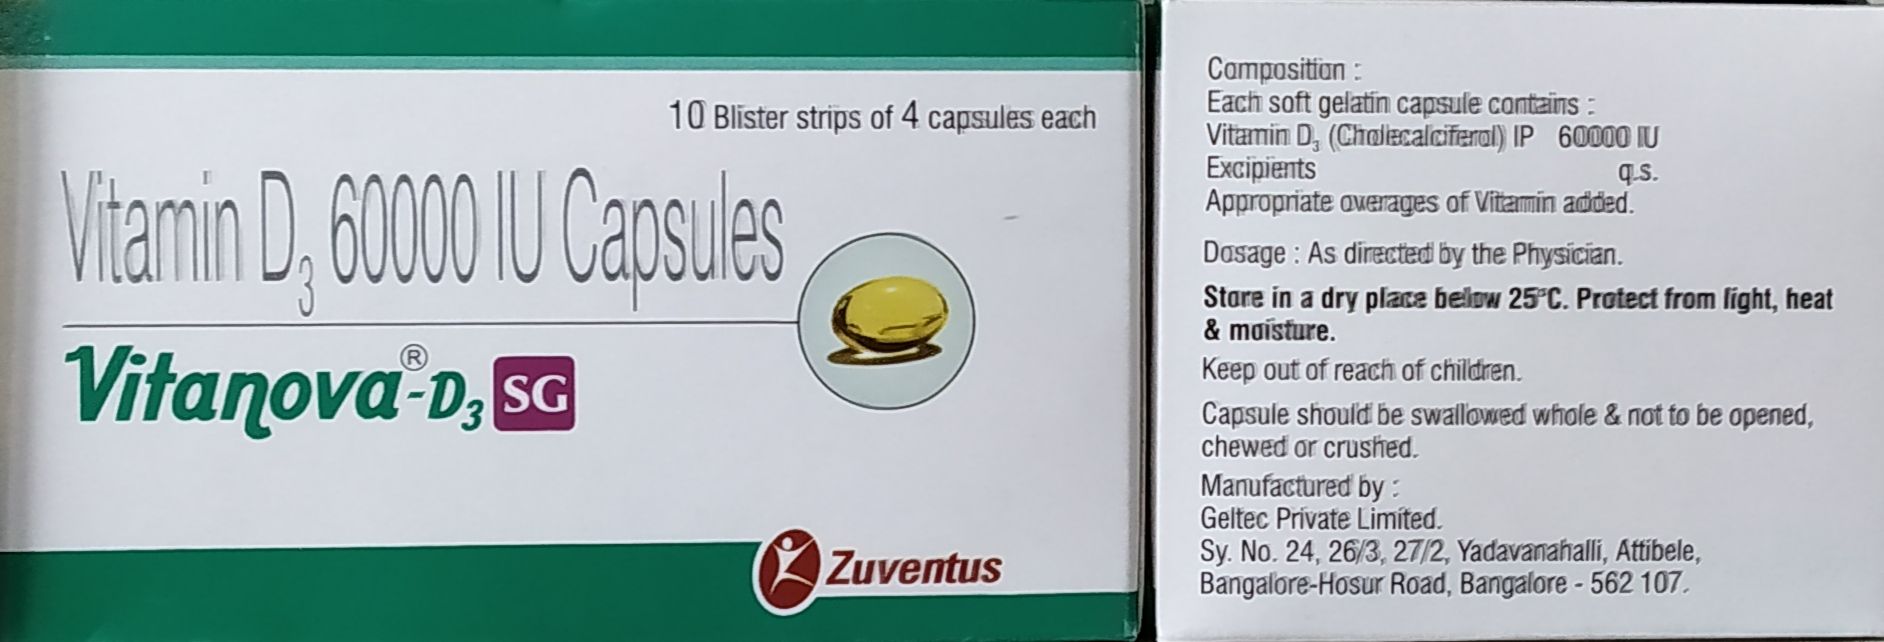 10 Blister strips of 4 capsules each
Vitamin D₃ 60000 IU Capsules
Vitanova®-D₃ SG
Zuventus
Composition :
Each soft gelatin capsule contains :
Vitamin D₃ (Cholecalciferol) IP 60000 IU
Excipients q.s.
Appropriate overages of Vitamin added.
Dosage : As directed by the Physician.
Store in a dry place below 25°C. Protect from light, heat
& moisture.
Keep out of reach of children.
Capsule should be swallowed whole & not to be opened,
chewed or crushed.
Manufactured by :
Geltec Private Limited.
Sy. No. 24, 26/3, 27/2, Yadavanahalli, Attibele,
Bangalore-Hosur Road, Bangalore - 562 107.